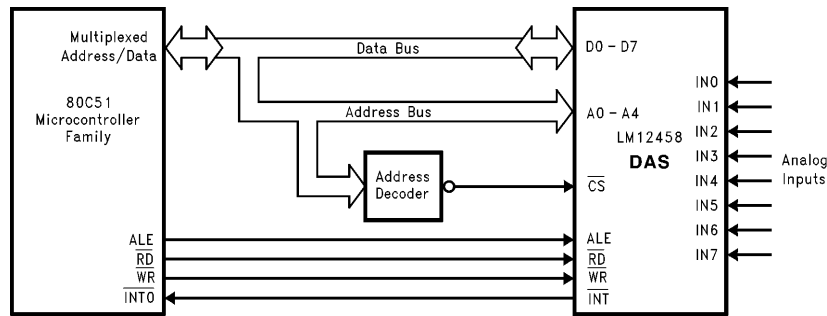 Multiplexed
Address/Data
80C51
Microcontroller
Family
ALE
RD
WR
INT0
Data Bus
Address Bus
Address
Decoder
D0 - D7
A0 - A4
LM12458
DAS
CS
ALE
RD
WR
INT
IN0
IN1
IN2
IN3
IN4
IN5
IN6
IN7
Analog
Inputs